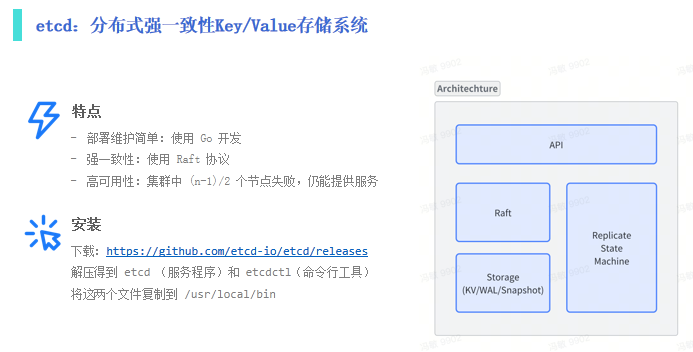 etcd：分布式强一致性Key/Value存储系统
特点
- 部署维护简单：使用 Go 开发
- 强一致性：使用 Raft 协议
- 高可用性：集群中 (n-1)/2 个节点失败，仍能提供服务
安装
下载：https://github.com/etcd-io/etcd/releases
解压得到 etcd （服务程序）和 etcdctl（命令行工具）
将这两个文件复制到 /usr/local/bin
Architechture
API
Raft
Replicate
State
Machine
Storage
(KV/WAL/Snapshot)